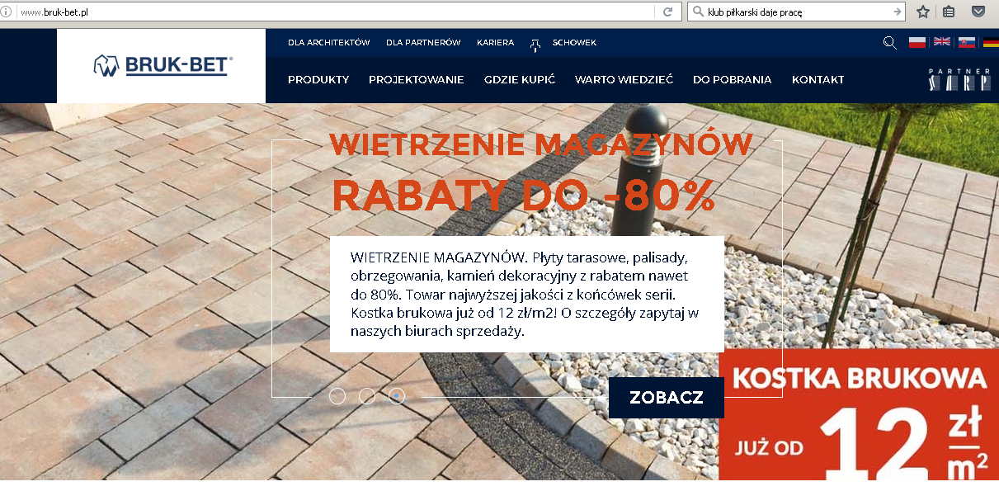 www.bruk-bet.pl
klub piłkarski daje pracę
DLA ARCHITEKTÓW DLA PARTNERÓW KARIERA SCHOWEK
BRUK-BET®
PRODUKTY PROJEKTOWANIE GDZIE KUPIĆ WARTO WIEDZIEĆ DO POBRANIA KONTAKT
PARTNER
SARP
WIETRZENIE MAGAZYNÓW
RABATY DO -80%
WIETRZENIE MAGAZYNÓW. Płyty tarasowe, palisady,
obrzegowania, kamień dekoracyjny z rabatem nawet
do 80%. Towar najwyższej jakości z końcówek serii.
Kostka brukowa już od 12 zł/m2! O szczegóły zapytaj w
naszych biurach sprzedaży.
ZOBACZ
KOSTKA BRUKOWA
JUŻ OD 12 zł/m²